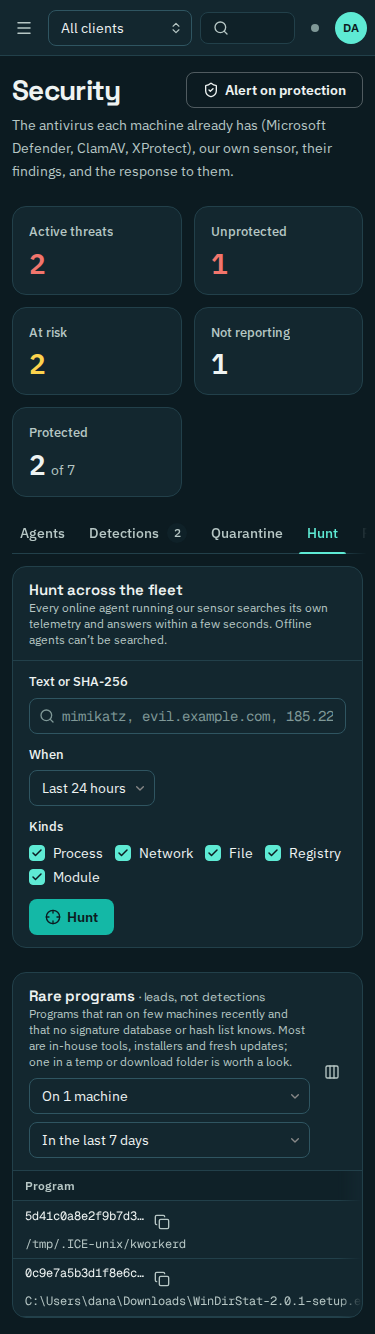 All clients
DA
Security
Alert on protection
The antivirus each machine already has (Microsoft
Defender, ClamAV, XProtect), our own sensor, their
findings, and the response to them.
Active threats
2
Unprotected
1
At risk
2
Not reporting
1
Protected
2 of 7
Agents
Detections 2
Quarantine
Hunt
Hunt across the fleet
Every online agent running our sensor searches its own
telemetry and answers within a few seconds. Offline
agents can't be searched.
Text or SHA-256
mimikatz, evil.example.com, 185.22
When
Last 24 hours
Kinds
Process Network File Registry
Module
Hunt
Rare programs · leads, not detections
Programs that ran on few machines recently and
that no signature database or hash list knows. Most
are in-house tools, installers and fresh updates;
one in a temp or download folder is worth a look.
On 1 machine
In the last 7 days
Program
5d41c0a8e2f9b7d3…
/tmp/.ICE-unix/kworkerd
0c9e7a5b3d1f8e6c…
C:\Users\dana\Downloads\WinDirStat-2.0.1-setup.e